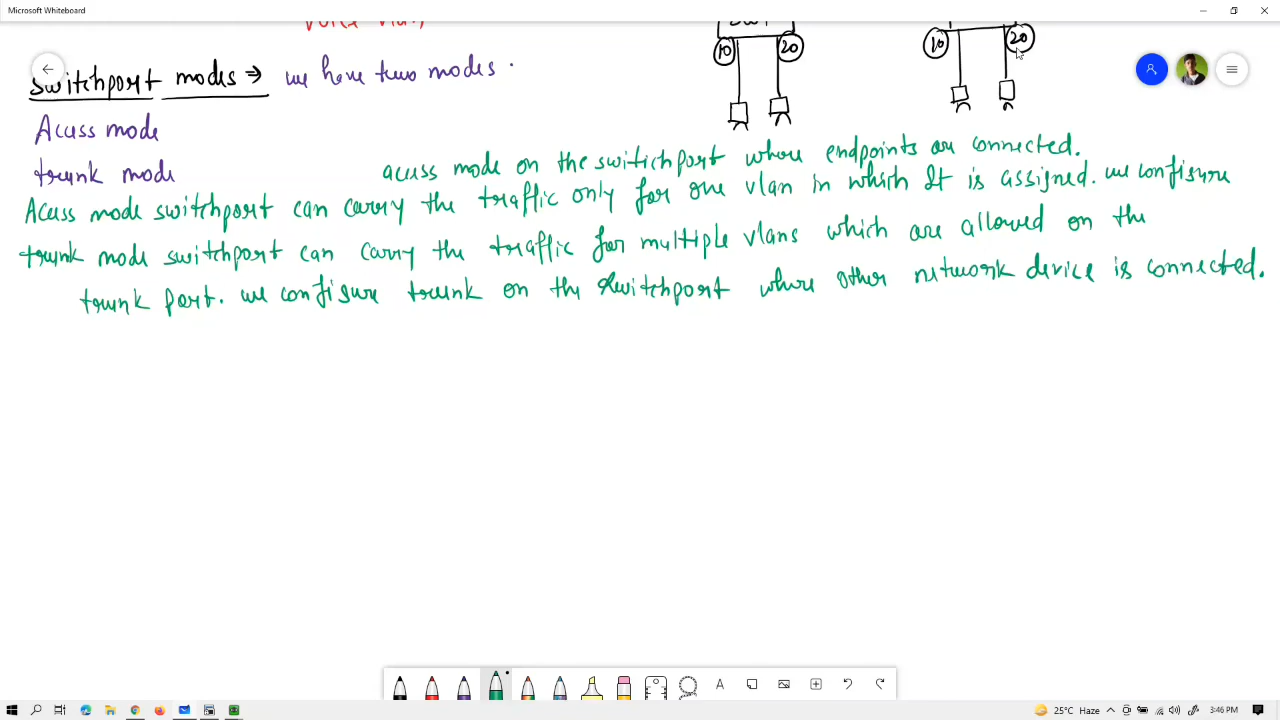 Microsoft Whiteboard
voice vlan
10 20
10 20
switchport modes → we have two modes.
Access mode
trunk mode
access mode on the switichport where endpoints are connected.
Access mode switchport can carry the traffic only for one vlan in which It is assigned. we configure
trunk mode switchport can carry the traffic for multiple vlans which are allowed on the
trunk port. we configure trunk on the switchport where other network device is connected.
A
25°C Haze 3:46 PM